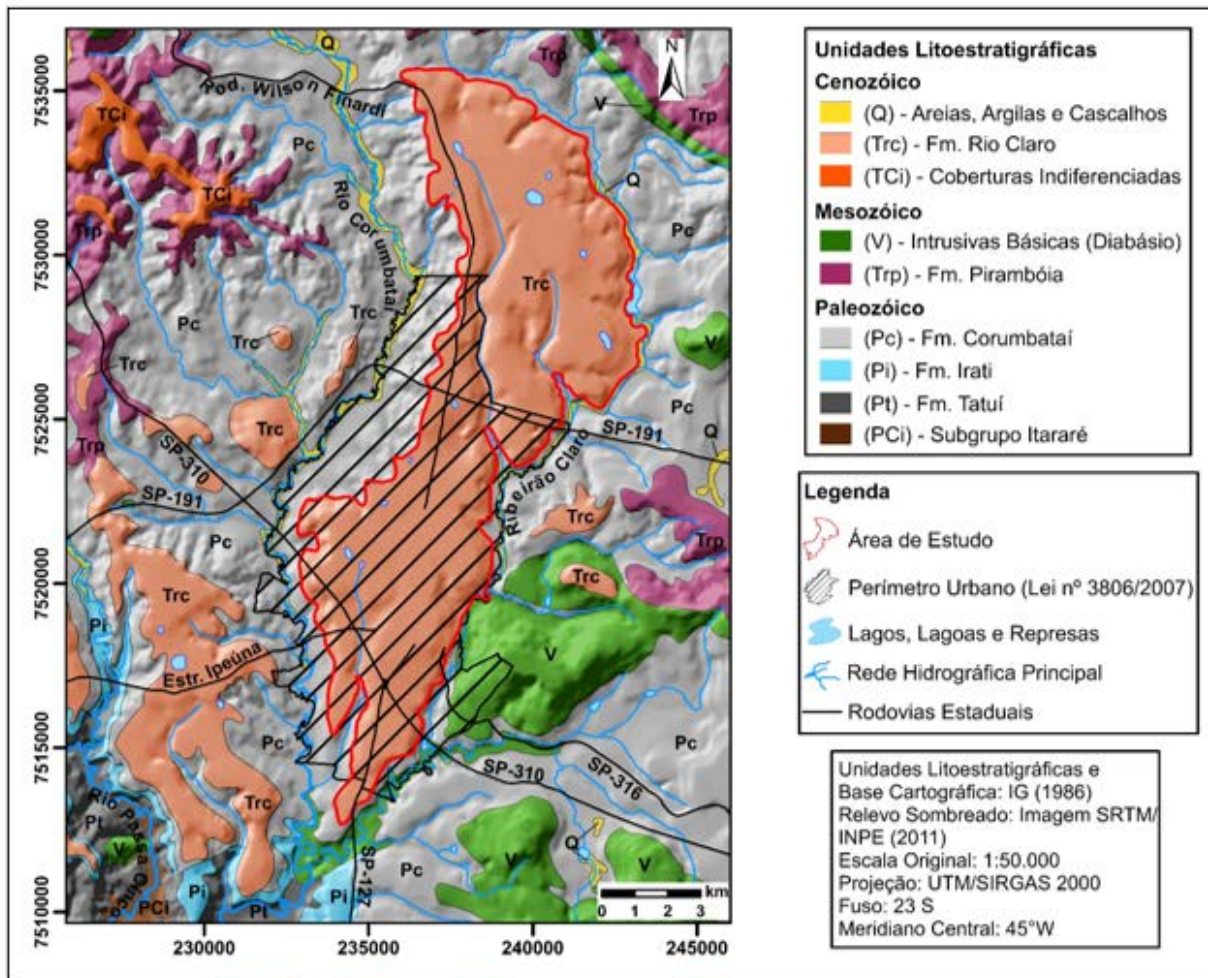 N
7535000
7530000
7525000
7520000
7515000
7510000
230000
235000
240000
245000
Q
Trp
V
Trp
Rod. Wilson Finardi
TCi
Pc
TCi
Q
Rio Corumbataí
Pc
Trp
Trc
Trc
Pc
Trc
Trc
V
Trp
Trc
Pc
SP-310
SP-191
Q
Ribeirão Claro
SP-191
Trc
Pc
Trp
Trc
Trc
Pi
V
Estr. Ipeúna
Pc
Pc
SP-310
SP-316
V
Trc
Rio Passa Cinco
Pt
V
PCi
Pi
Pt
Pi
SP-127
Pc
Q
V
V
km
0 1 2 3
Unidades Litoestratigráficas
Cenozóico
(Q) - Areias, Argilas e Cascalhos
(Trc) - Fm. Rio Claro
(TCi) - Coberturas Indiferenciadas
Mesozóico
(V) - Intrusivas Básicas (Diabásio)
(Trp) - Fm. Pirambóia
Paleozóico
(Pc) - Fm. Corumbataí
(Pi) - Fm. Irati
(Pt) - Fm. Tatuí
(PCi) - Subgrupo Itararé
Legenda
Área de Estudo
Perímetro Urbano (Lei nº 3806/2007)
Lagos, Lagoas e Represas
Rede Hidrográfica Principal
Rodovias Estaduais
Unidades Litoestratigráficas e
Base Cartográfica: IG (1986)
Relevo Sombreado: Imagem SRTM/
INPE (2011)
Escala Original: 1:50.000
Projeção: UTM/SIRGAS 2000
Fuso: 23 S
Meridiano Central: 45°W